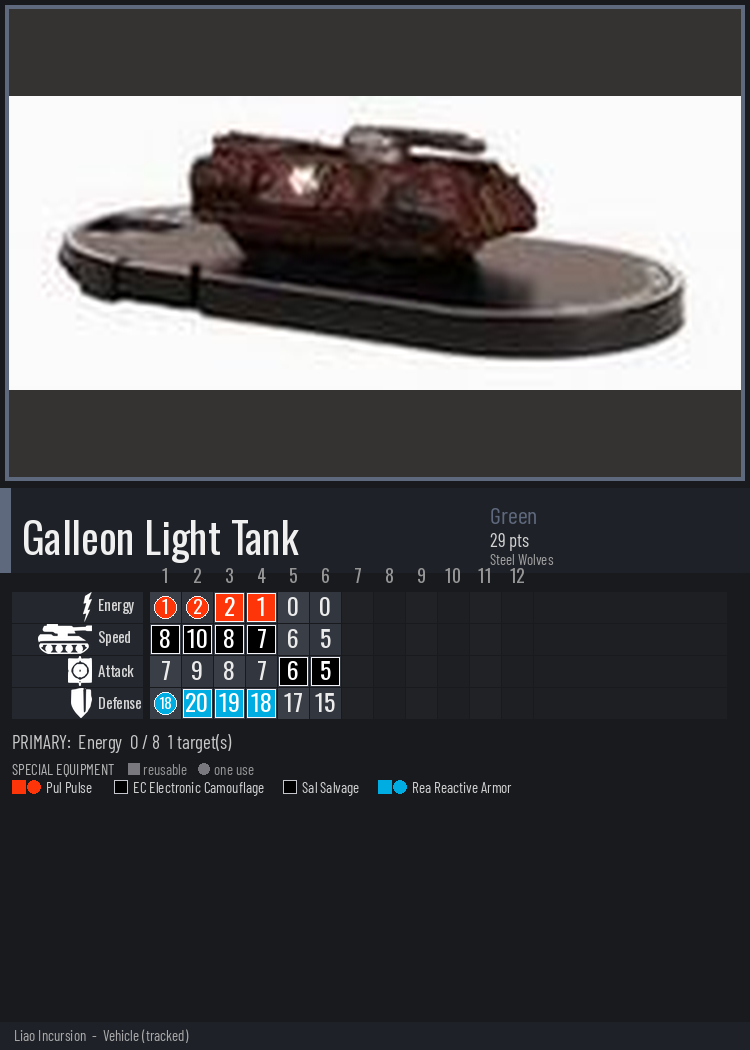 Galleon Light Tank
Green
29 pts
Steel Wolves
1 2 3 4 5 6 7 8 9 10 11 12
Energy 1 2 2 1 0 0
Speed 8 10 8 7 6 5
Attack 7 9 8 7 6 5
Defense 18 20 19 18 17 15
PRIMARY: Energy 0 / 8 1 target(s)
SPECIAL EQUIPMENT reusable one use
Pul Pulse EC Electronic Camouflage Sal Salvage Rea Reactive Armor
Liao Incursion - Vehicle (tracked)